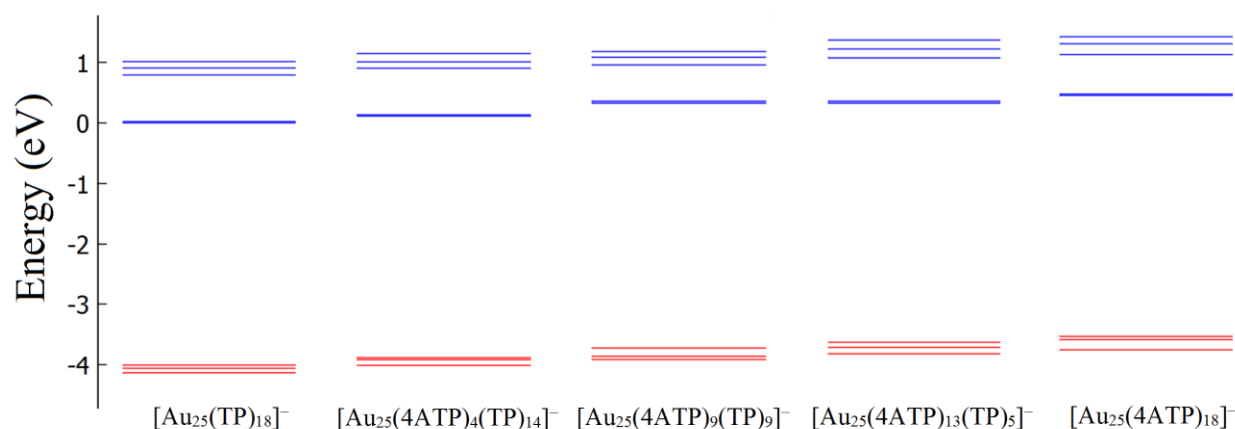 Energy (eV)
1
0
-1
-2
-3
-4
[Au₂₅(TP)₁₈]⁻
[Au₂₅(4ATP)₄(TP)₁₄]⁻
[Au₂₅(4ATP)₉(TP)₉]⁻
[Au₂₅(4ATP)₁₃(TP)₅]⁻
[Au₂₅(4ATP)₁₈]⁻